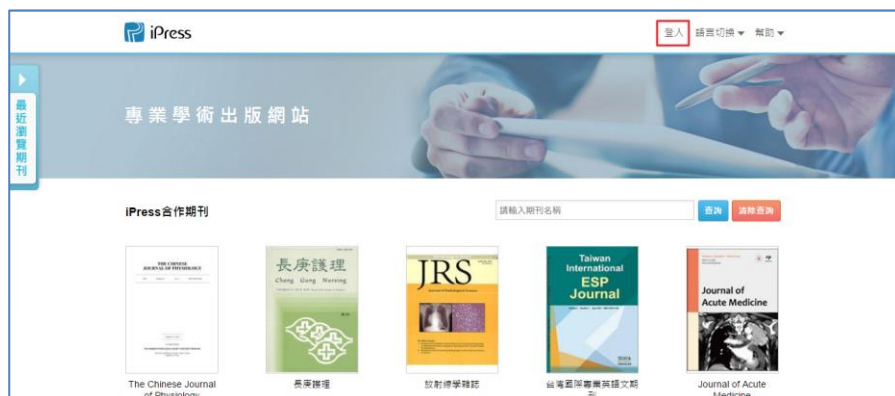 iPress
登入 語言切換▼ 幫助▼
最近瀏覽期刊
專業學術出版網站
iPress合作期刊
請輸入期刊名稱
查詢
清除查詢
THE CHINESE
JOURNAL OF PHYSIOLOGY
長庚護理
Chang Gung Nursing
JRS
Taiwan
International
ESP
Journal
Journal of
Acute Medicine
The Chinese Journal
of Physiology
長庚護理
放射線學雜誌
台灣國際專業英語文期
刊
Journal of Acute
Medicine